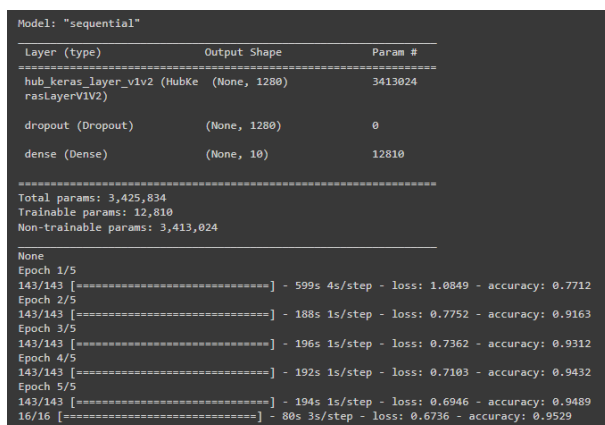 Model: "sequential"
Layer (type) Output Shape Param #
=================================================================
hub_keras_layer_v1v2 (HubKe (None, 1280) 3413024
rasLayerV1V2)
dropout (Dropout) (None, 1280) 0
dense (Dense) (None, 10) 12810
=================================================================
Total params: 3,425,834
Trainable params: 12,810
Non-trainable params: 3,413,024
None
Epoch 1/5
143/143 [==============================] - 599s 4s/step - loss: 1.0849 - accuracy: 0.7712
Epoch 2/5
143/143 [==============================] - 188s 1s/step - loss: 0.7752 - accuracy: 0.9163
Epoch 3/5
143/143 [==============================] - 196s 1s/step - loss: 0.7362 - accuracy: 0.9312
Epoch 4/5
143/143 [==============================] - 192s 1s/step - loss: 0.7103 - accuracy: 0.9432
Epoch 5/5
143/143 [==============================] - 194s 1s/step - loss: 0.6946 - accuracy: 0.9489
16/16 [==============================] - 80s 3s/step - loss: 0.6736 - accuracy: 0.9529